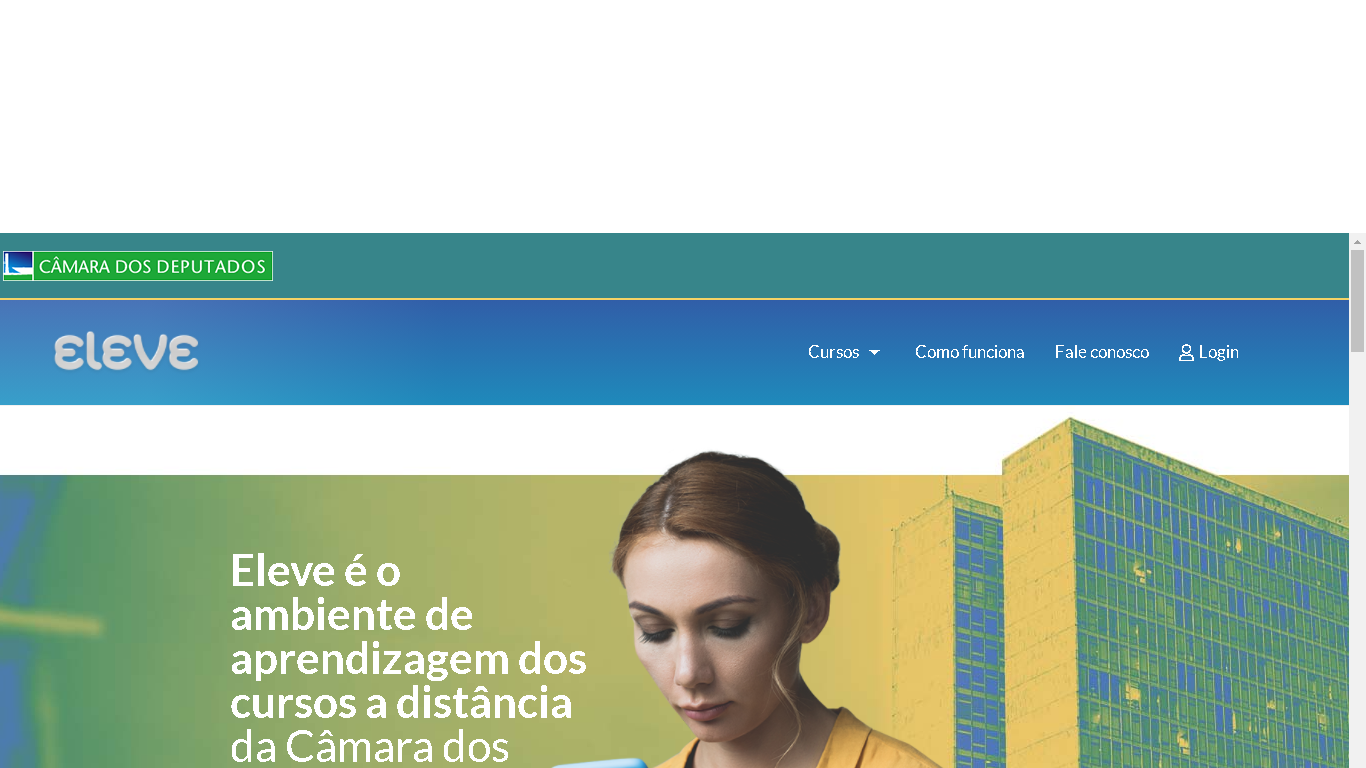 CÂMARA DOS DEPUTADOS
ELEVE
Cursos Como funciona Fale conosco Login
Eleve é o
ambiente de
aprendizagem dos
cursos a distância
da Câmara dos